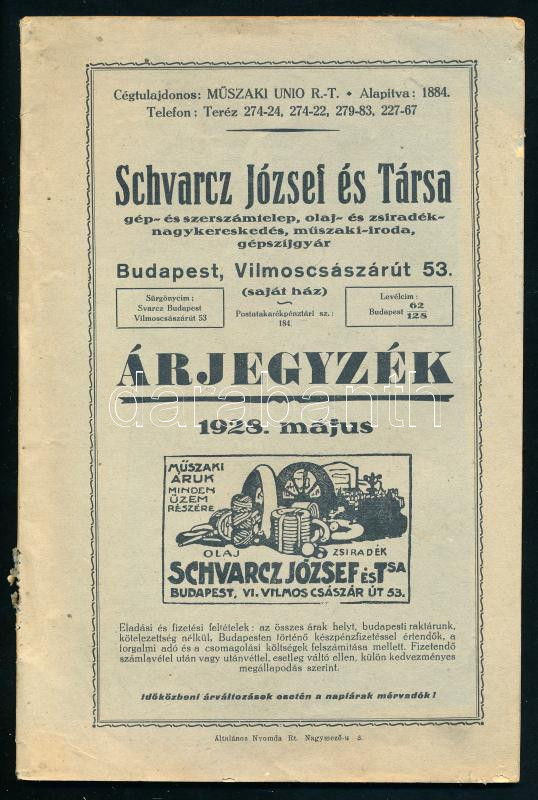 Cégtulajdonos: MŰSZAKI UNIO R.-T. • Alapitva: 1884.
Telefon: Teréz 274-24, 274-22, 279-83, 227-67
Schvarcz József és Társa
gép- és szerszámtelep, olaj- és zsiradék-
nagykereskedés, műszaki-iroda,
gépszíjgyár
Budapest, Vilmoscsászárút 53.
(saját ház)
Sürgönycim:
Svarcz Budapest
Vilmoscsászárút 53
Postatakarékpénztári sz.:
184.
Levélcim:
Budapest 62
128
ÁRJEGYZÉK
darabanth
1928. május
MŰSZAKI
ÁRUK
MINDEN
ÜZEM
RÉSZÉRE
OLAJ ZSIRADÉK
SCHVARCZ JÓZSEF ÉS TSA
BUDAPEST, VI. VILMOS CSÁSZÁR ÚT 53.
Eladási és fizetési feltételek: az összes árak helyt, budapesti raktárunk,
kötelezettség nélkül, Budapesten történő készpénzfizetéssel értendők, a
forgalmi adó és a csomagolási költségek felszámítása mellett. Fizetendő
számlavétel után vagy utánvéttel, esetleg váltó ellen, külön kedvezményes
megállapodás szerint.
Időközbeni árváltozások esetén a napiárak mérvadók!
Általános Nyomda Rt. Nagymező-u 3.